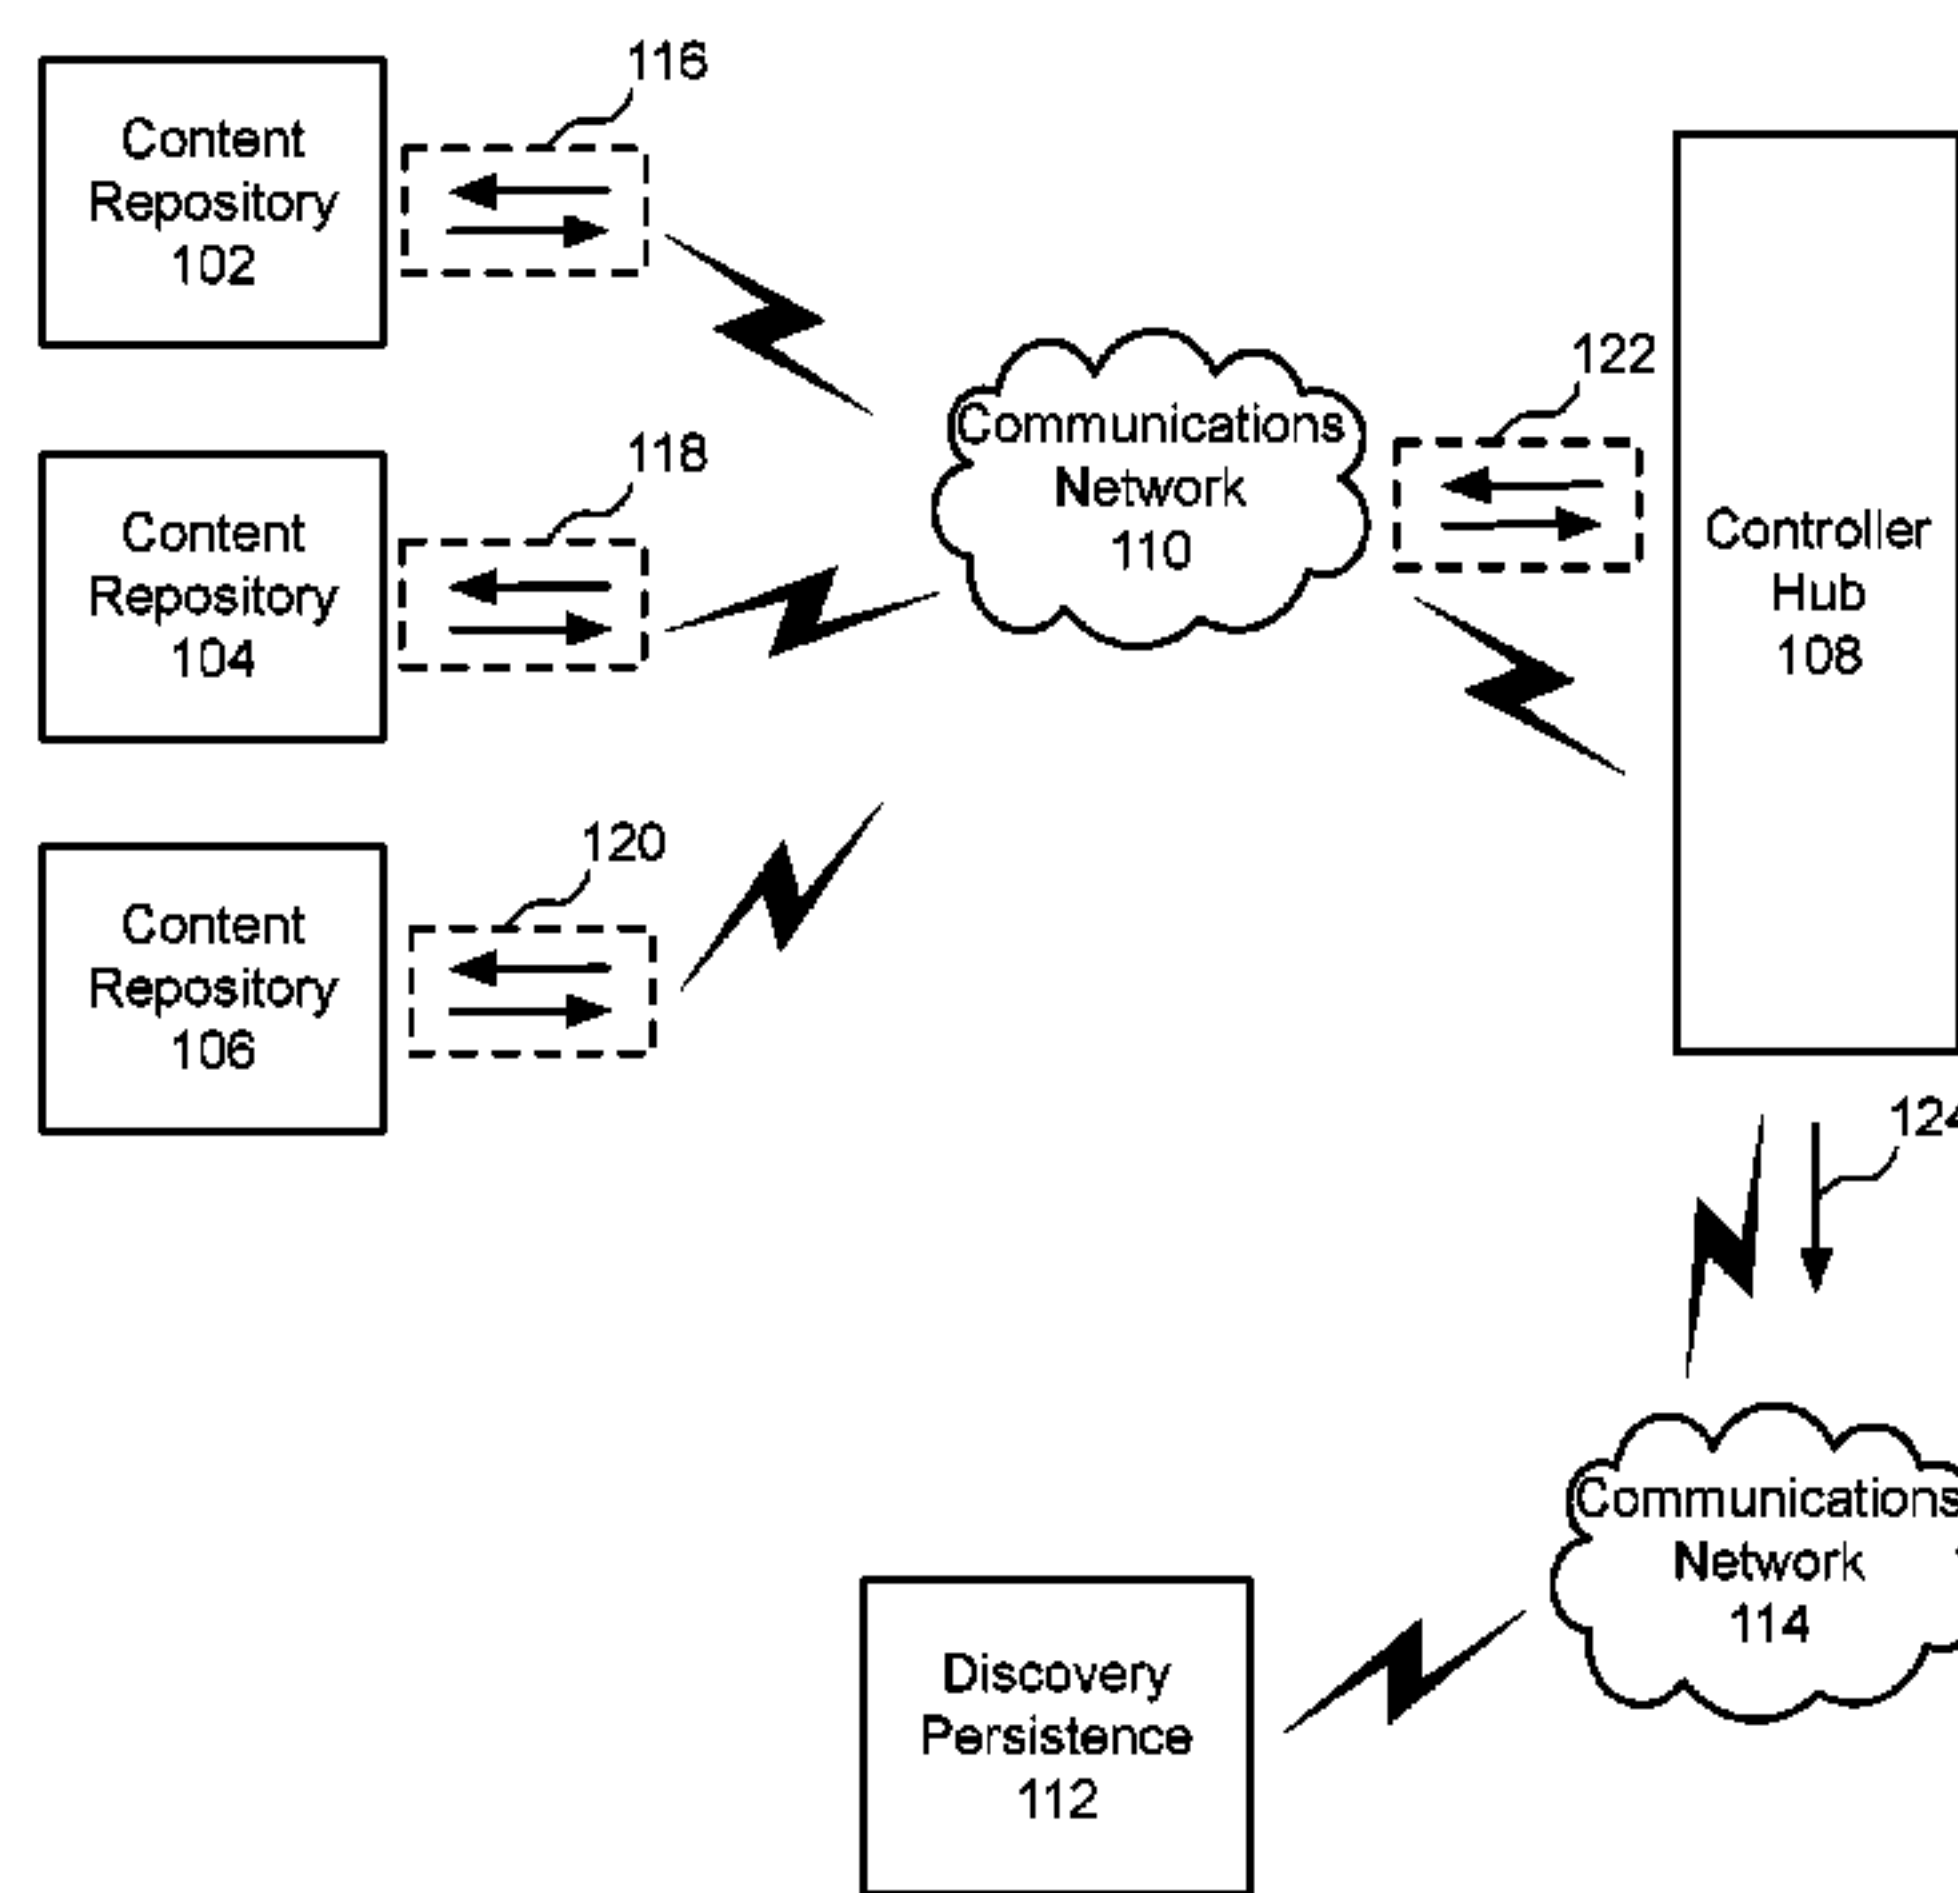 116
Content
Repository
102
122
Communications
Network
110
118
Content
Repository
104
Controller
Hub
108
120
Content
Repository
106
124
Communications
Network
114
Discovery
Persistence
112